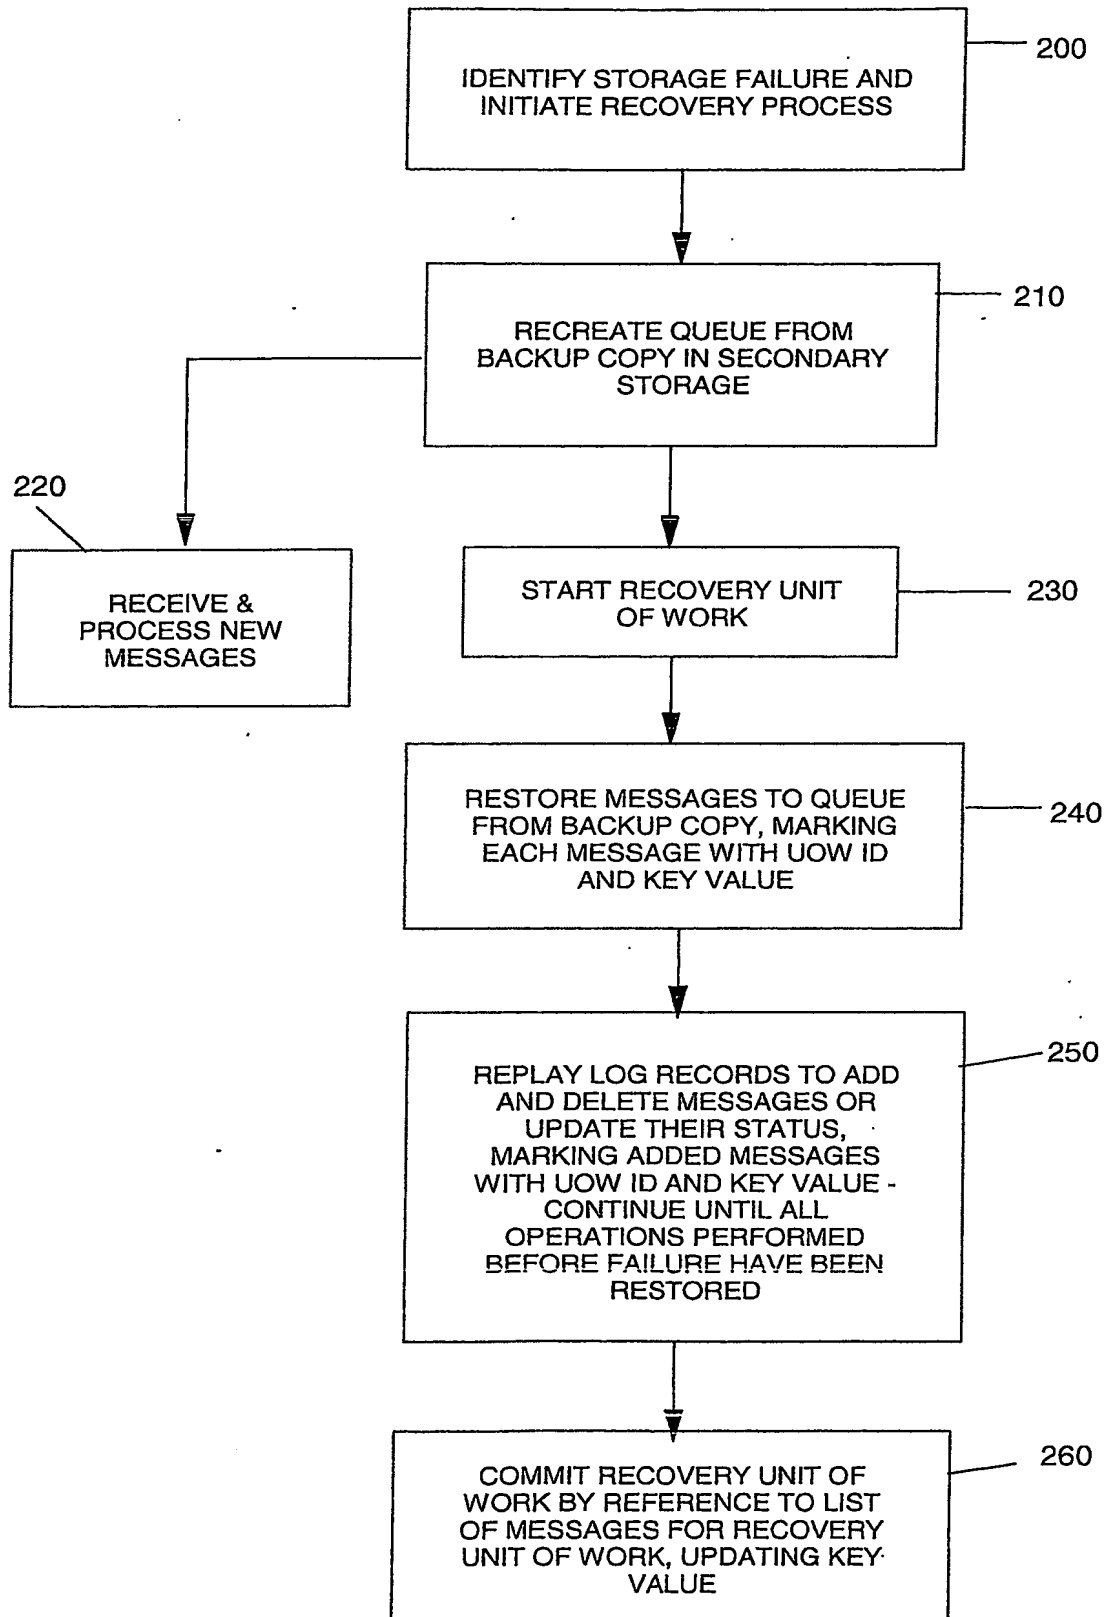 200
IDENTIFY STORAGE FAILURE AND
INITIATE RECOVERY PROCESS
210
RECREATE QUEUE FROM
BACKUP COPY IN SECONDARY
STORAGE
220
RECEIVE &
PROCESS NEW
MESSAGES
START RECOVERY UNIT
OF WORK
230
RESTORE MESSAGES TO QUEUE
FROM BACKUP COPY, MARKING
EACH MESSAGE WITH UOW ID
AND KEY VALUE
240
250
REPLAY LOG RECORDS TO ADD
AND DELETE MESSAGES OR
UPDATE THEIR STATUS,
MARKING ADDED MESSAGES
WITH UOW ID AND KEY VALUE -
CONTINUE UNTIL ALL
OPERATIONS PERFORMED
BEFORE FAILURE HAVE BEEN
RESTORED
260
COMMIT RECOVERY UNIT OF
WORK BY REFERENCE TO LIST
OF MESSAGES FOR RECOVERY
UNIT OF WORK, UPDATING KEY
VALUE